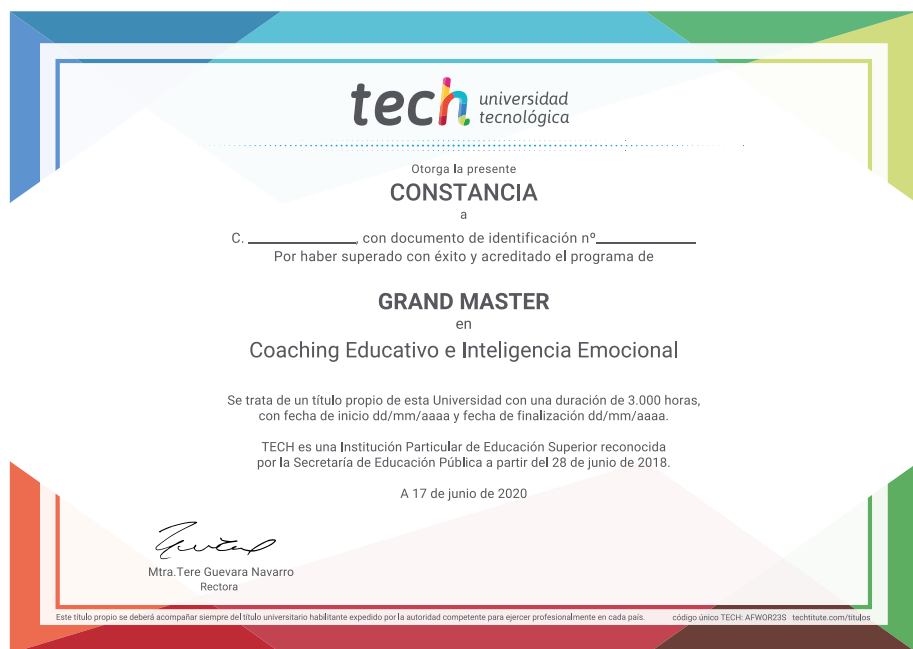 tech universidad
tecnológica
Otorga la presente
CONSTANCIA
a
C. ____________, con documento de identificación nº____________
Por haber superado con éxito y acreditado el programa de
GRAND MASTER
en
Coaching Educativo e Inteligencia Emocional
Se trata de un título propio de esta Universidad con una duración de 3.000 horas,
con fecha de inicio dd/mm/aaaa y fecha de finalización dd/mm/aaaa.
TECH es una Institución Particular de Educación Superior reconocida
por la Secretaría de Educación Pública a partir del 28 de junio de 2018.
A 17 de junio de 2020
Mtra.Tere Guevara Navarro
Rectora
Este título propio se deberá acompañar siempre del título universitario habilitante expedido por la autoridad competente para ejercer profesionalmente en cada país. código único TECH: AFWOR23S techtitute.com/titulos